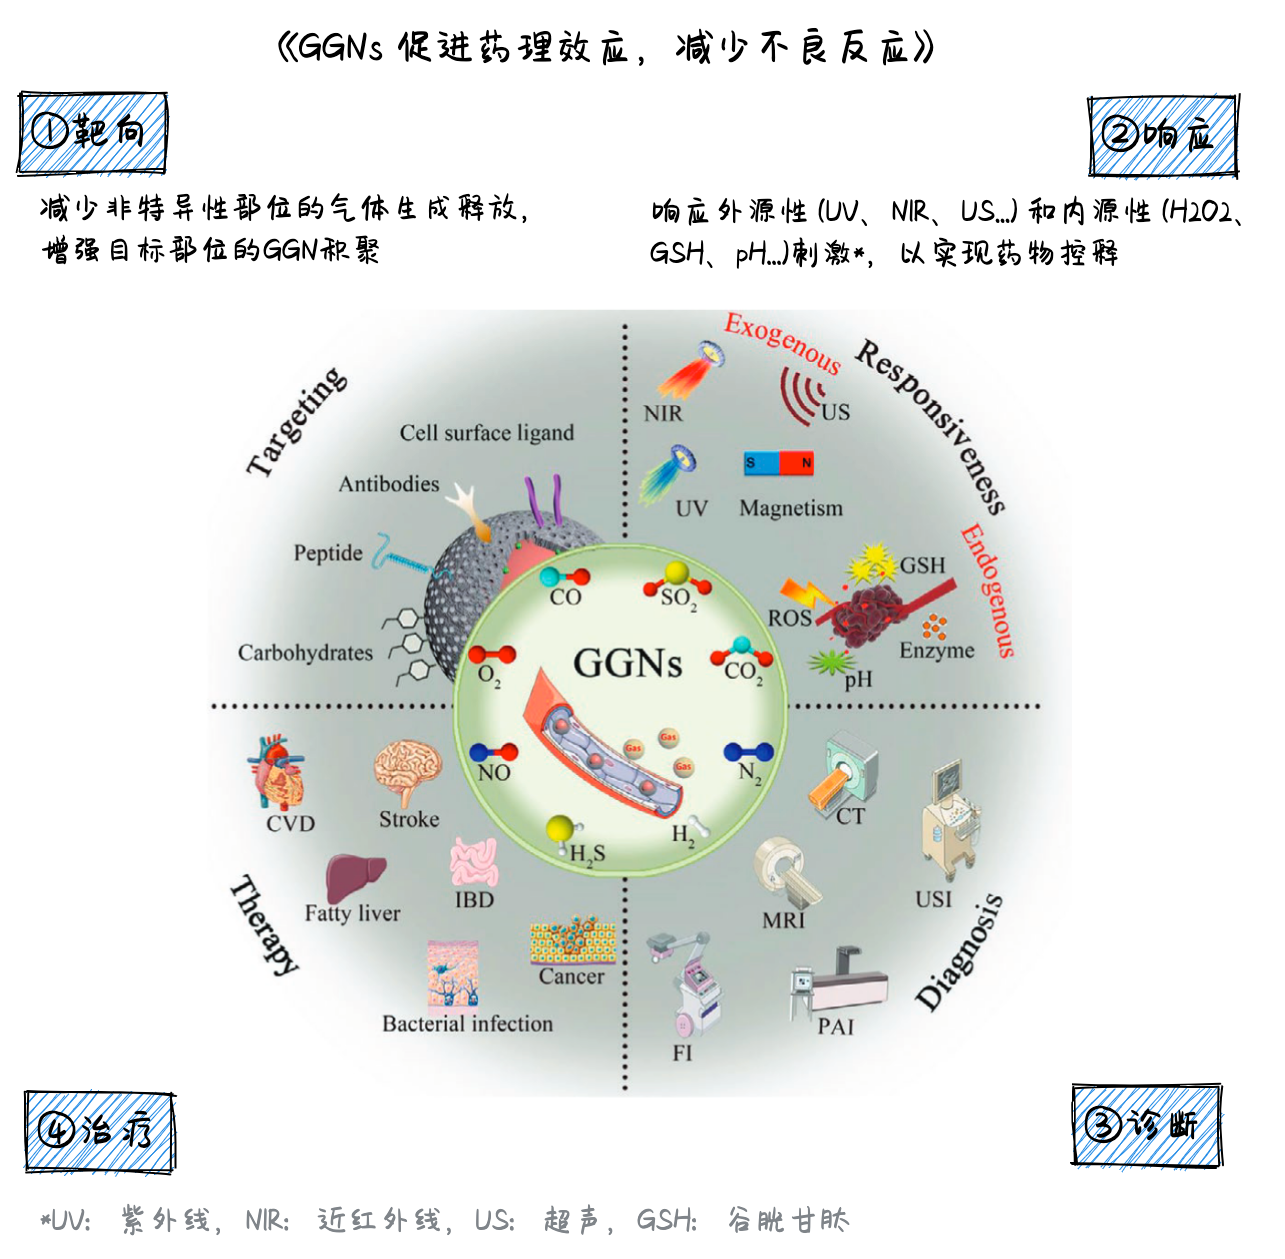 《GGNs 促进药理效应，减少不良反应》
①靶向
②响应
减少非特异性部位的气体生成释放，
增强目标部位的GGN积聚
响应外源性 (UV、NIR、US...) 和内源性 (H2O2、
GSH、pH...)刺激*，以实现药物控释
Targeting
Cell surface ligand
Antibodies
Peptide
Carbohydrates
Exogenous
Responsiveness
NIR
US
UV
S
N
Magnetism
Endogenous
GSH
ROS
Enzyme
pH
CO
SO₂
O₂
GGNs
CO₂
NO
Gas
Gas
Gas
N₂
H₂S
H₂
CVD
Stroke
Fatty liver
IBD
Therapy
Cancer
Bacterial infection
CT
MRI
USI
Diagnosis
FI
PAI
④治疗
③诊断
*UV：紫外线，NIR：近红外线，US：超声，GSH：谷胱甘肽